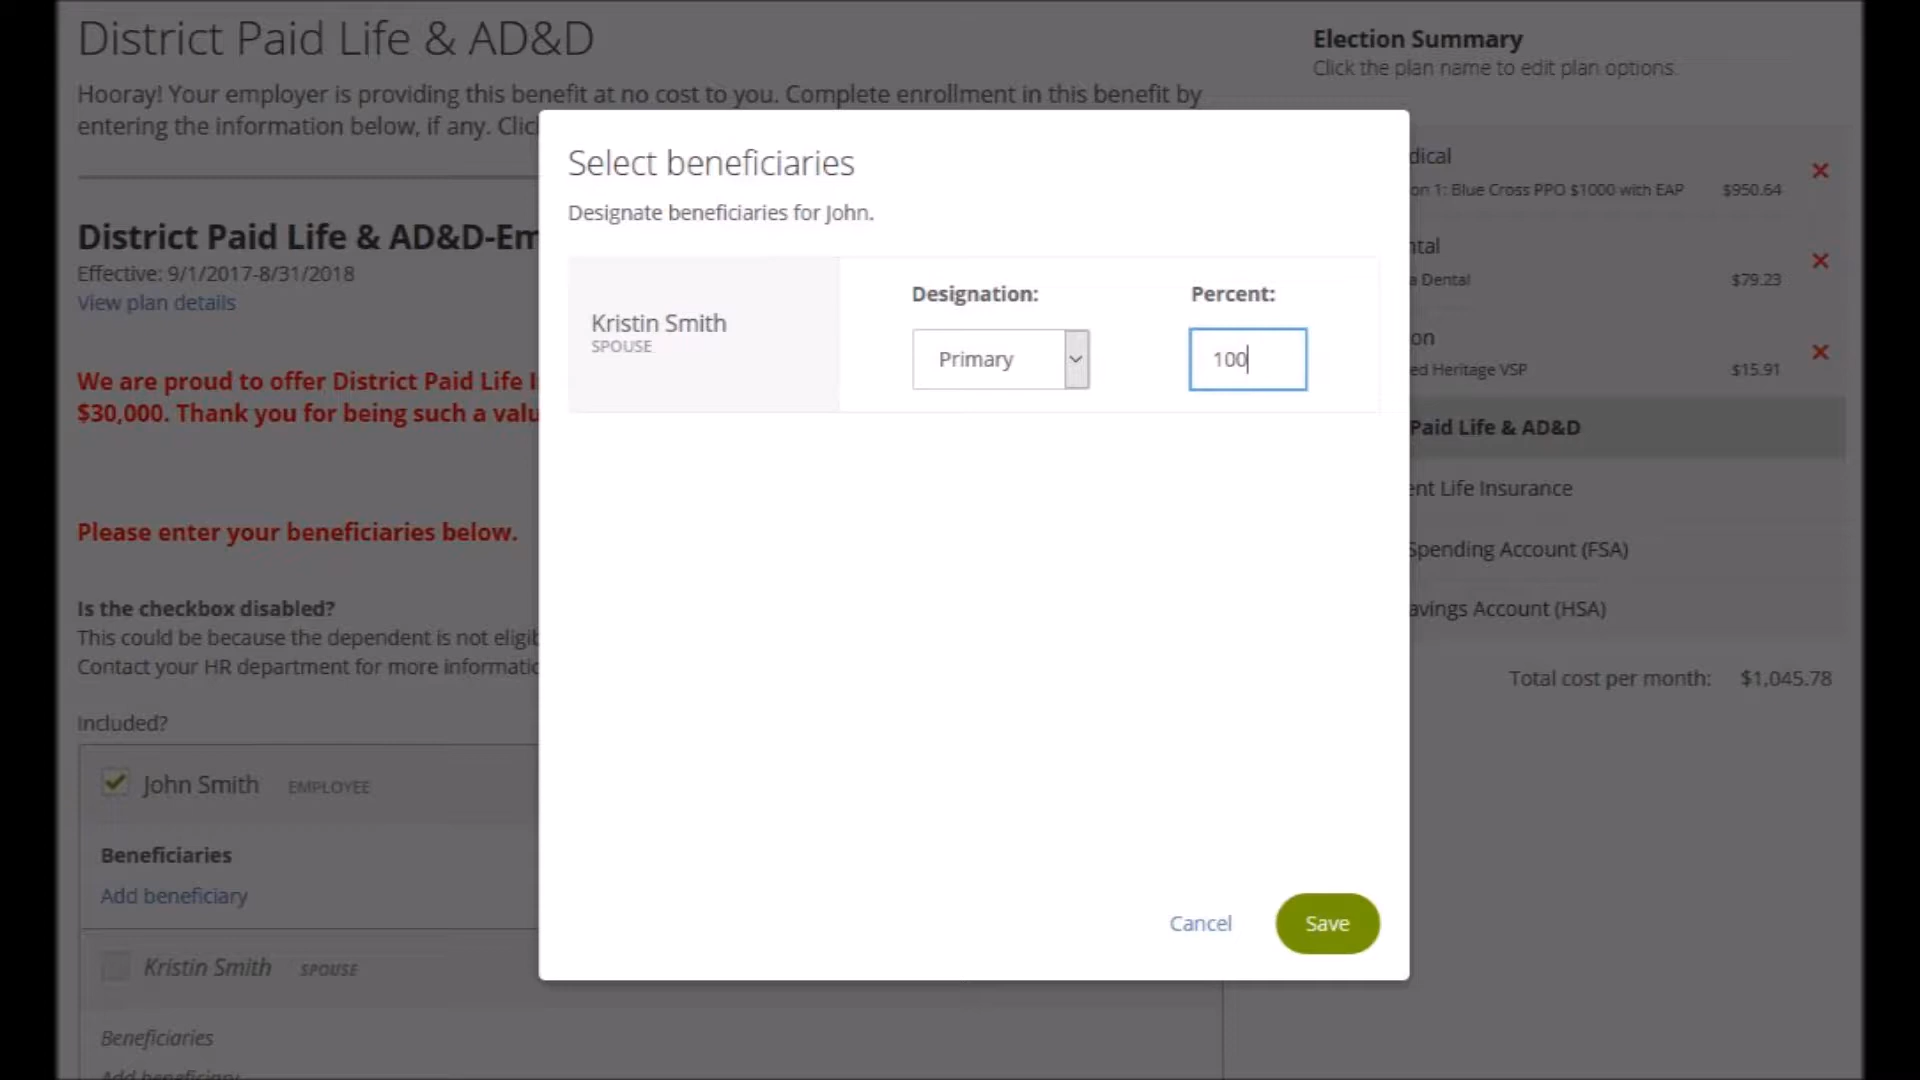 District Paid Life & AD&D
Hooray! Your employer is providing this benefit at no cost to you. Complete enrollment in this benefit by
entering the information below, if any. Clic
District Paid Life & AD&D-Em
Effective: 9/1/2017-8/31/2018
View plan details
We are proud to offer District Paid Life I
$30,000. Thank you for being such a valu
Please enter your beneficiaries below.
Is the checkbox disabled?
This could be because the dependent is not eligib
Contact your HR department for more informatio
Included?
John Smith EMPLOYEE
Beneficiaries
Add beneficiary
Kristin Smith SPOUSE
Beneficiaries
Add beneficiary
Select beneficiaries
Designate beneficiaries for John.
Kristin Smith
SPOUSE
Designation:
Primary
Percent:
100
Cancel
Save
Election Summary
Click the plan name to edit plan options.
dical
on 1: Blue Cross PPO $1000 with EAP $950.64
ntal
a Dental $79.23
on
ed Heritage VSP $15.91
Paid Life & AD&D
ent Life Insurance
Spending Account (FSA)
avings Account (HSA)
Total cost per month: $1,045.78